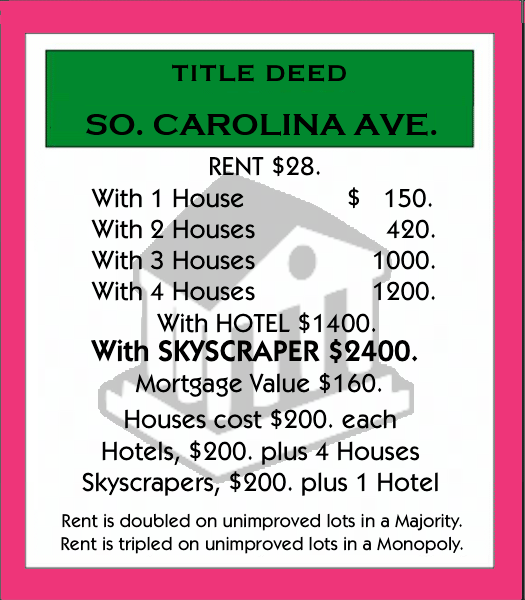 TITLE DEED
SO. CAROLINA AVE.
RENT $28.
With 1 House $ 150.
With 2 Houses 420.
With 3 Houses 1000.
With 4 Houses 1200.
With HOTEL $1400.
With SKYSCRAPER $2400.
Mortgage Value $160.
Houses cost $200. each
Hotels, $200. plus 4 Houses
Skyscrapers, $200. plus 1 Hotel
Rent is doubled on unimproved lots in a Majority.
Rent is tripled on unimproved lots in a Monopoly.